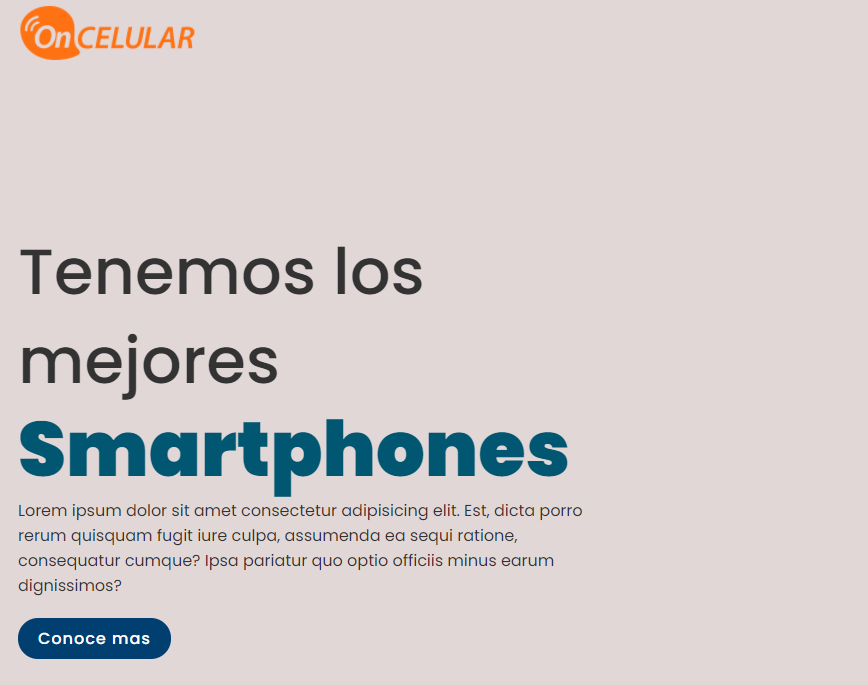 OnCELULAR
Tenemos los
mejores
Smartphones
Lorem ipsum dolor sit amet consectetur adipisicing elit. Est, dicta porro
rerum quisquam fugit iure culpa, assumenda ea sequi ratione,
consequatur cumque? Ipsa pariatur quo optio officiis minus earum
dignissimos?
Conoce mas